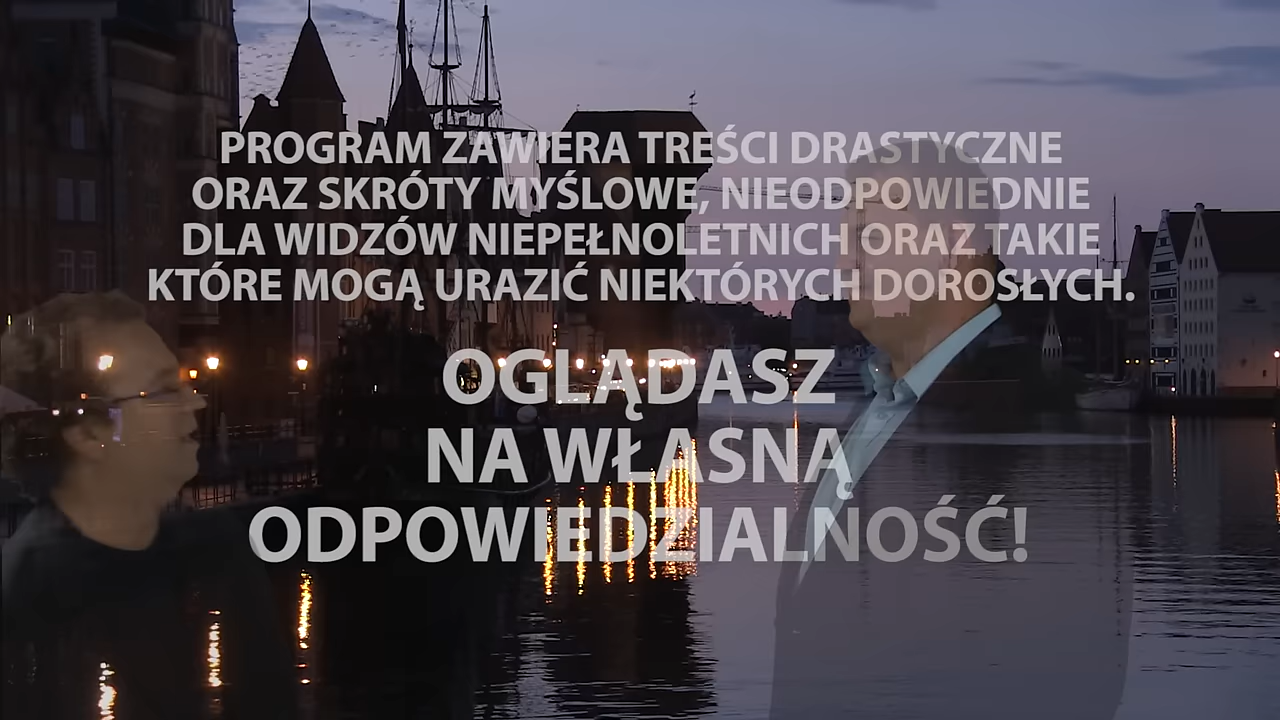 PROGRAM ZAWIERA TREŚCI DRASTYCZNE
ORAZ SKRÓTY MYŚLOWE, NIEODPOWIEDNIE
DLA WIDZÓW NIEPEŁNOLETNICH ORAZ TAKIE
KTÓRE MOGĄ URAZIĆ NIEKTÓRYCH DOROSŁYCH.
OGLĄDASZ
NA WŁASNĄ
ODPOWIEDZIALNOŚĆ!